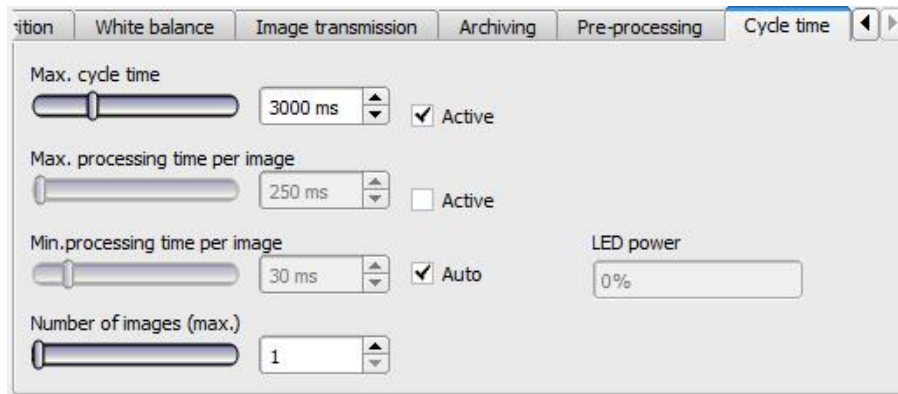 ition White balance Image transmission Archiving Pre-processing Cycle time
Max. cycle time
3000 ms Active
Max. processing time per image
250 ms Active
Min.processing time per image LED power
30 ms Auto 0%
Number of images (max.)
1